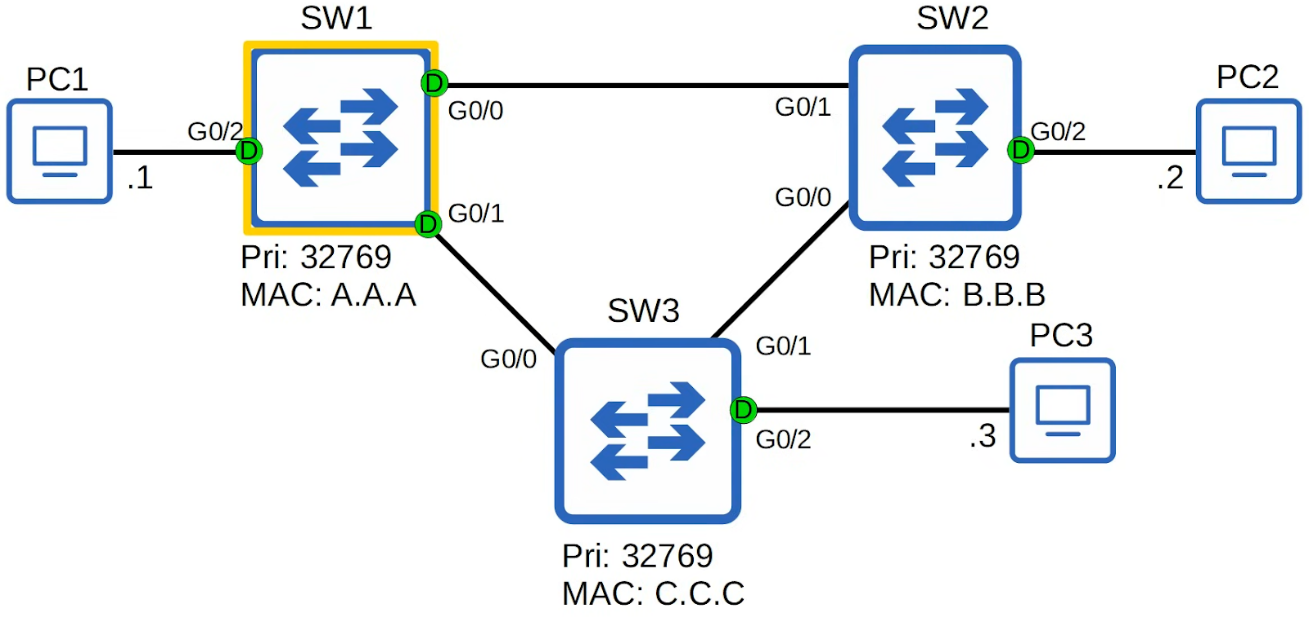 SW1
SW2
PC1
PC2
D
G0/0
G0/1
G0/2
D
D
G0/2
.1
.2
D
G0/1
G0/0
Pri: 32769
MAC: A.A.A
Pri: 32769
MAC: B.B.B
SW3
PC3
G0/0
G0/1
D
G0/2
.3
Pri: 32769
MAC: C.C.C